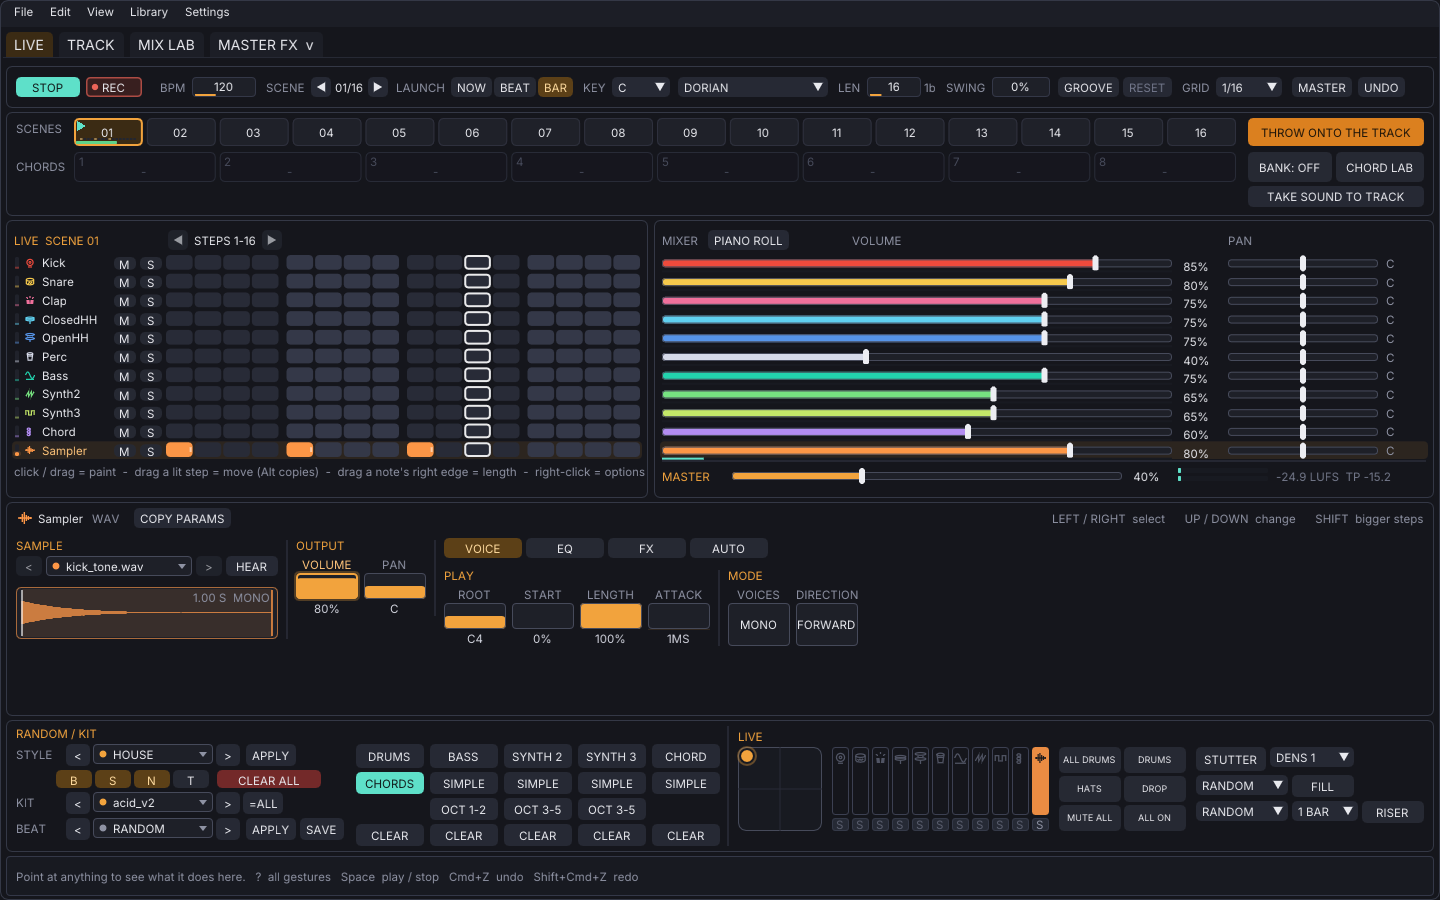 File Edit View Library Settings
LIVE TRACK MIX LAB MASTER FX v
STOP REC BPM 120 SCENE 01/16 LAUNCH NOW BEAT BAR KEY C DORIAN LEN 16 1b SWING 0% GROOVE RESET GRID 1/16 MASTER UNDO
SCENES 01 02 03 04 05 06 07 08 09 10 11 12 13 14 15 16 THROW ONTO THE TRACK
CHORDS 1 - 2 - 3 - 4 - 5 - 6 - 7 - 8 - BANK: OFF CHORD LAB
TAKE SOUND TO TRACK
LIVE SCENE 01 STEPS 1-16
Kick M S
Snare M S
Clap M S
ClosedHH M S
OpenHH M S
Perc M S
Bass M S
Synth2 M S
Synth3 M S
Chord M S
Sampler M S
click / drag = paint - drag a lit step = move (Alt copies) - drag a note's right edge = length - right-click = options
MIXER PIANO ROLL VOLUME PAN
85% C
80% C
75% C
75% C
75% C
40% C
75% C
65% C
65% C
60% C
80% C
MASTER 40% -24.9 LUFS TP -15.2
Sampler WAV COPY PARAMS LEFT / RIGHT select UP / DOWN change SHIFT bigger steps
SAMPLE
< kick_tone.wav > HEAR
1.00 S MONO
OUTPUT
VOLUME PAN
80% C
VOICE EQ FX AUTO
PLAY
ROOT START LENGTH ATTACK
C4 0% 100% 1MS
MODE
VOICES DIRECTION
MONO FORWARD
RANDOM / KIT
STYLE < HOUSE > APPLY
B S N T CLEAR ALL
KIT < acid_v2 > =ALL
BEAT < RANDOM > APPLY SAVE
DRUMS BASS SYNTH 2 SYNTH 3 CHORD
CHORDS SIMPLE SIMPLE SIMPLE SIMPLE
OCT 1-2 OCT 3-5 OCT 3-5
CLEAR CLEAR CLEAR CLEAR CLEAR
LIVE
S S S S S S S S S S S
ALL DRUMS DRUMS
HATS DROP
MUTE ALL ALL ON
STUTTER DENS 1
RANDOM FILL
RANDOM 1 BAR RISER
Point at anything to see what it does here. ? all gestures Space play / stop Cmd+Z undo Shift+Cmd+Z redo